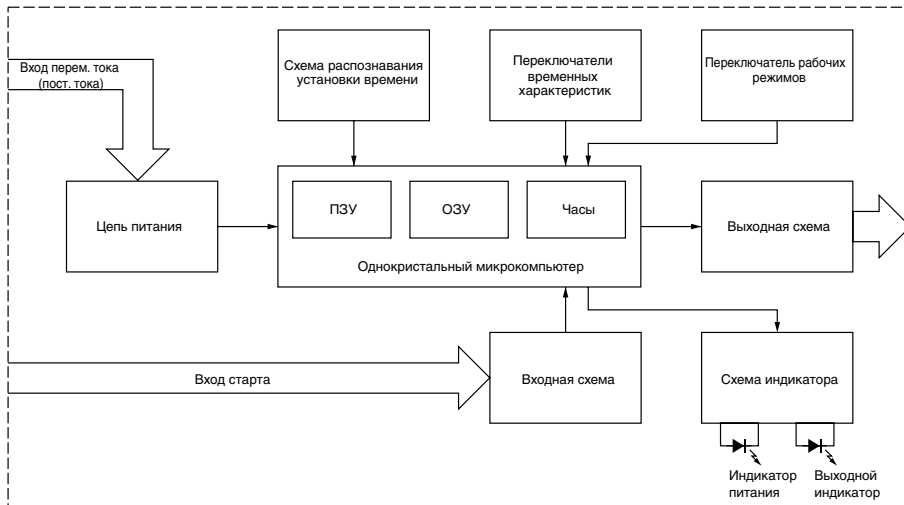 Вход перем. тока
(пост. тока)
Схема распознавания
установки времени
Переключатели
временных
характеристик
Переключатель рабочих
режимов
Цепь питания
ПЗУ
ОЗУ
Часы
Однокристальный микрокомпьютер
Выходная схема
Вход старта
Входная схема
Схема индикатора
Индикатор
питания
Выходной
индикатор